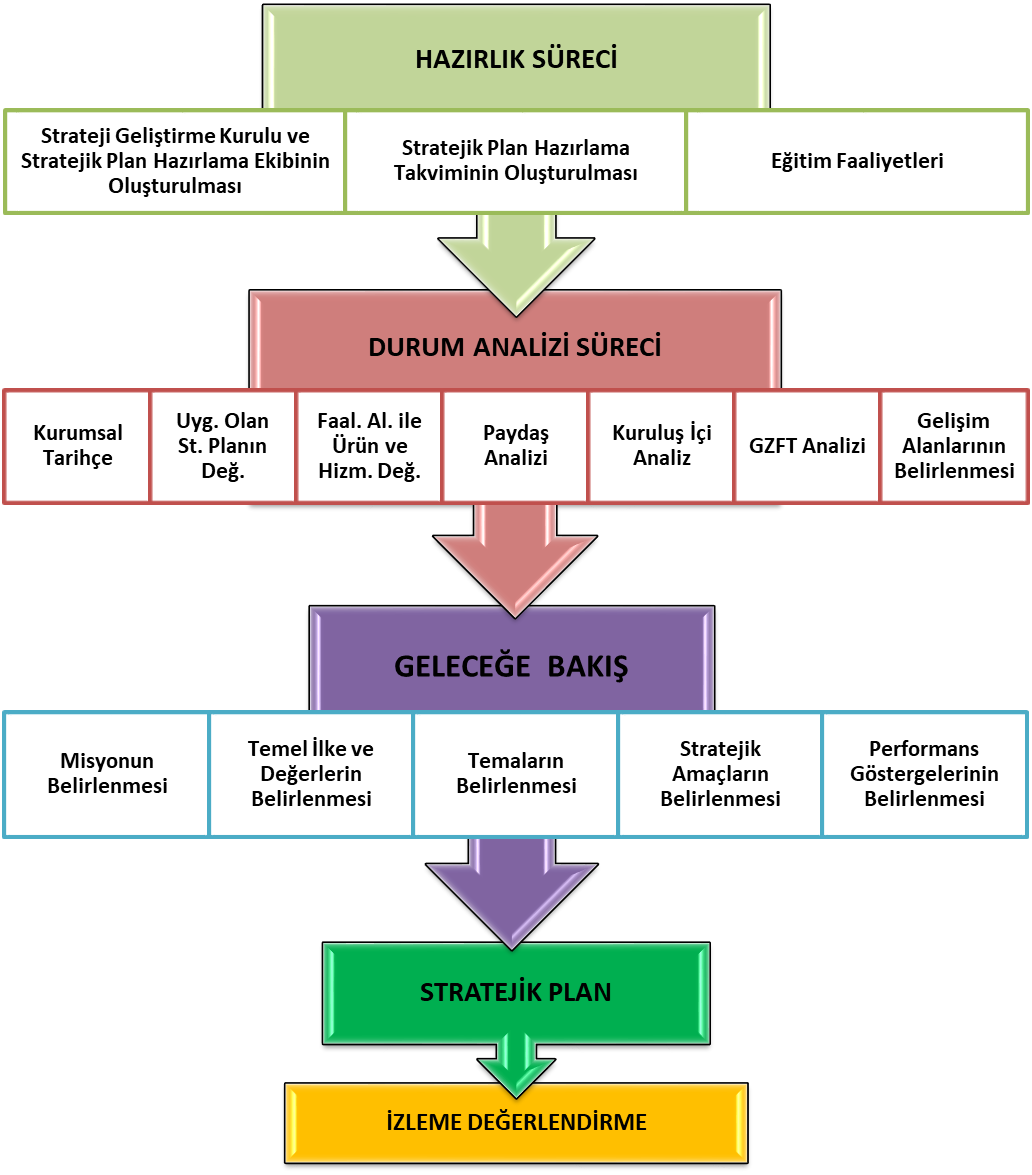 HAZIRLIK SÜRECİ
Strateji Geliştirme Kurulu ve
Stratejik Plan Hazırlama Ekibinin
Oluşturulması
Stratejik Plan Hazırlama
Takviminin Oluşturulması
Eğitim Faaliyetleri
DURUM ANALİZİ SÜRECİ
Kurumsal
Tarihçe
Uyg. Olan
St. Planın
Değ.
Faal. Al. ile
Ürün ve
Hizm. Değ.
Paydaş
Analizi
Kuruluş İçi
Analiz
GZFT Analizi
Gelişim
Alanlarının
Belirlenmesi
GELECEĞE BAKIŞ
Misyonun
Belirlenmesi
Temel İlke ve
Değerlerin
Belirlenmesi
Temaların
Belirlenmesi
Stratejik
Amaçların
Belirlenmesi
Performans
Göstergelerinin
Belirlenmesi
STRATEJİK PLAN
İZLEME DEĞERLENDİRME